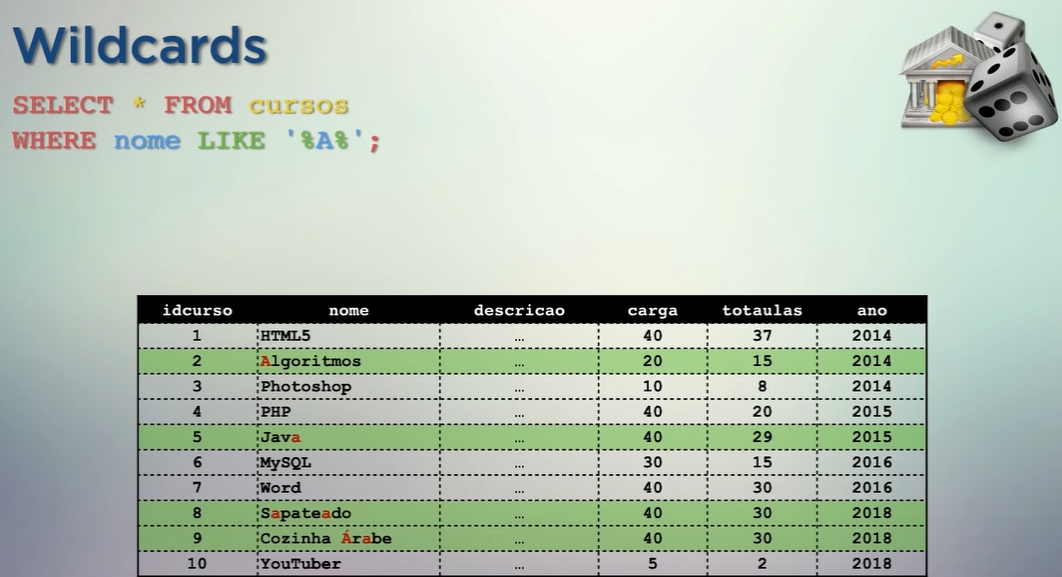 Wildcards
SELECT * FROM cursos
WHERE nome LIKE '%A%';
idcurso nome descricao carga totaulas ano
1 HTML5 … 40 37 2014
2 Algoritmos … 20 15 2014
3 Photoshop … 10 8 2014
4 PHP … 40 20 2015
5 Java … 40 29 2015
6 MySQL … 30 15 2016
7 Word … 40 30 2016
8 Sapateado … 40 30 2018
9 Cozinha Árabe … 40 30 2018
10 YouTuber … 5 2 2018